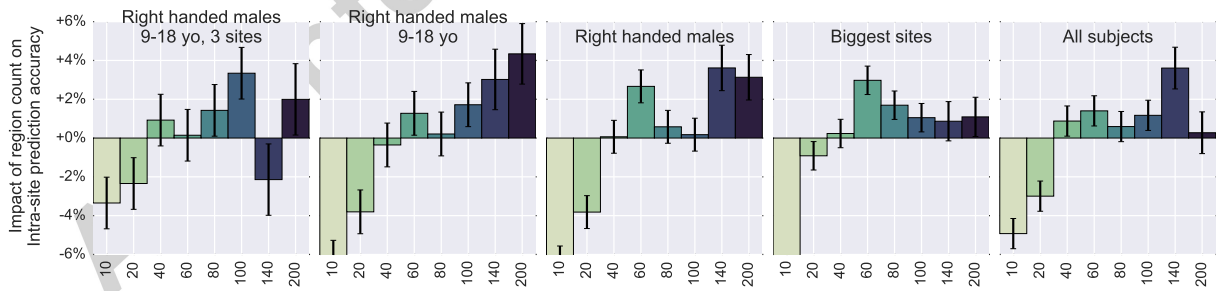 Right handed males
9-18 yo, 3 sites
Right handed males
9-18 yo
Right handed males
Biggest sites
All subjects
Impact of region count on
Intra-site prediction accuracy
+6%
+4%
+2%
+0%
-2%
-4%
-6%
10 20 40 60 80 100 140 200
10 20 40 60 80 100 140 200
10 20 40 60 80 100 140 200
10 20 40 60 80 100 140 200
10 20 40 60 80 100 140 200